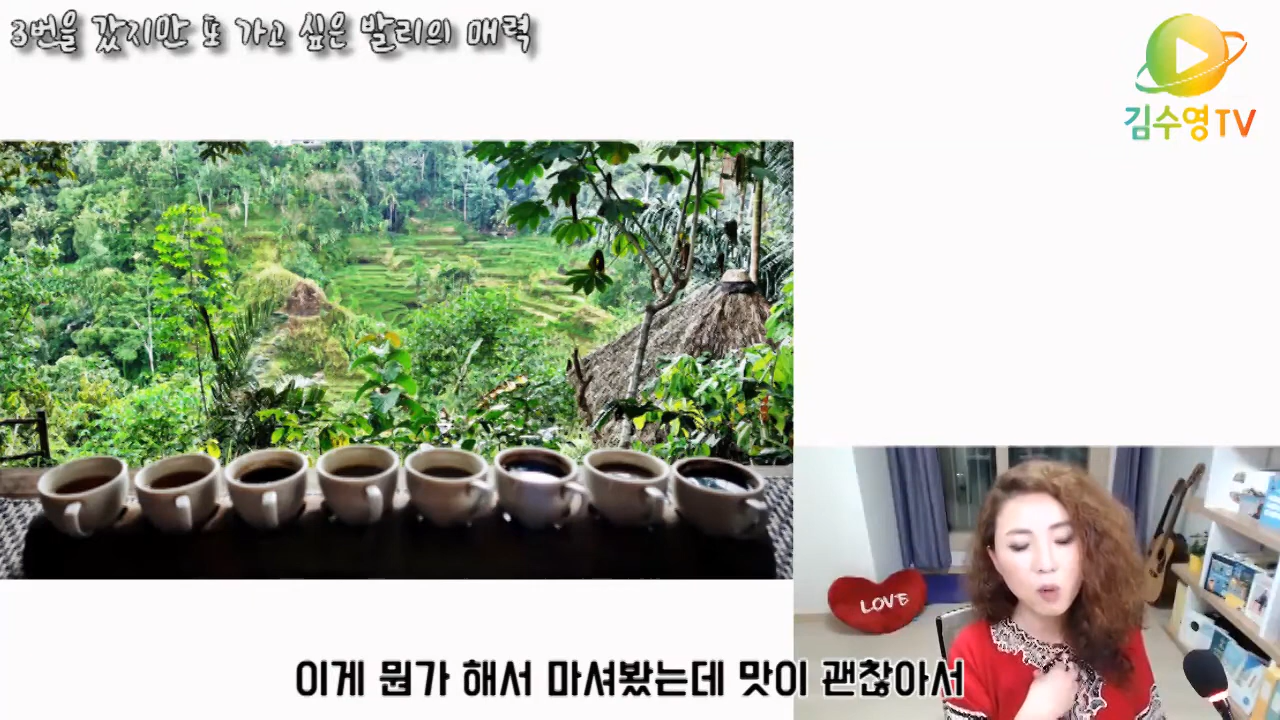 3번을 갔지만 또 가고 싶은 발리의 매력
김수영TV
LOVE
이게 뭔가 해서 마셔봤는데 맛이 괜찮아서